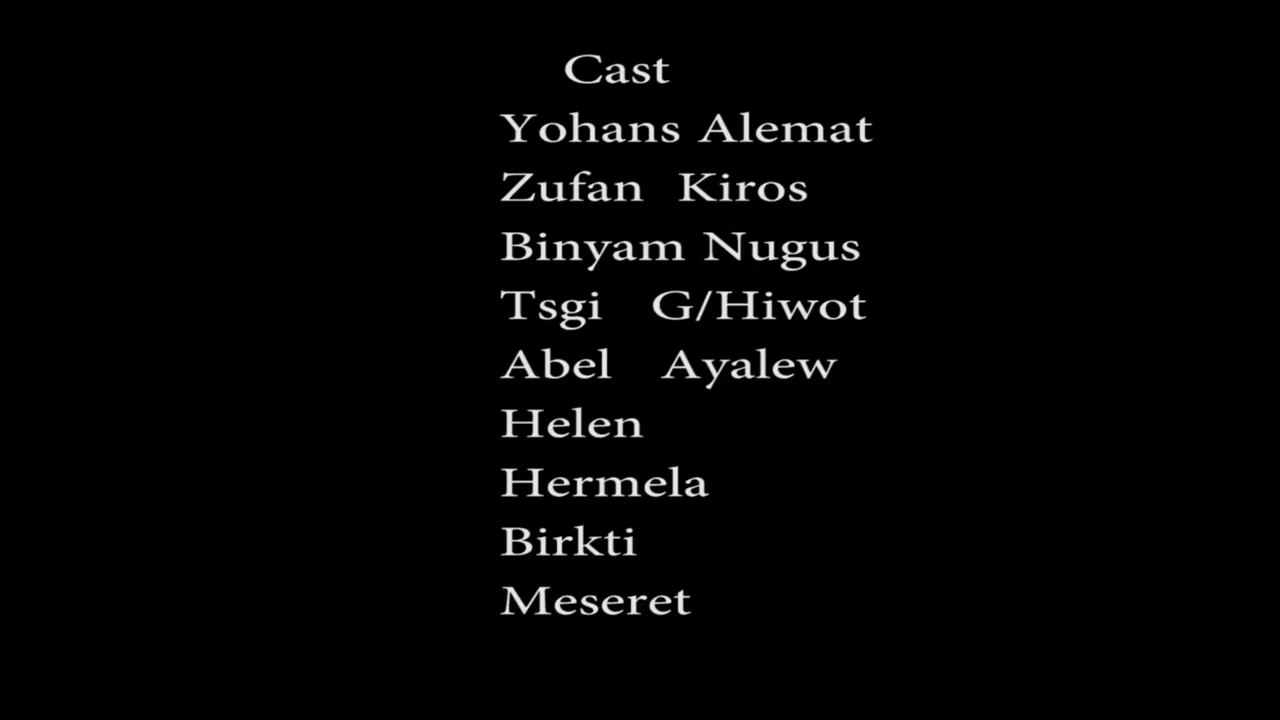 Cast
Yohans Alemat
Zufan Kiros
Binyam Nugus
Tsgi G/Hiwot
Abel Ayalew
Helen
Hermela
Birkti
Meseret